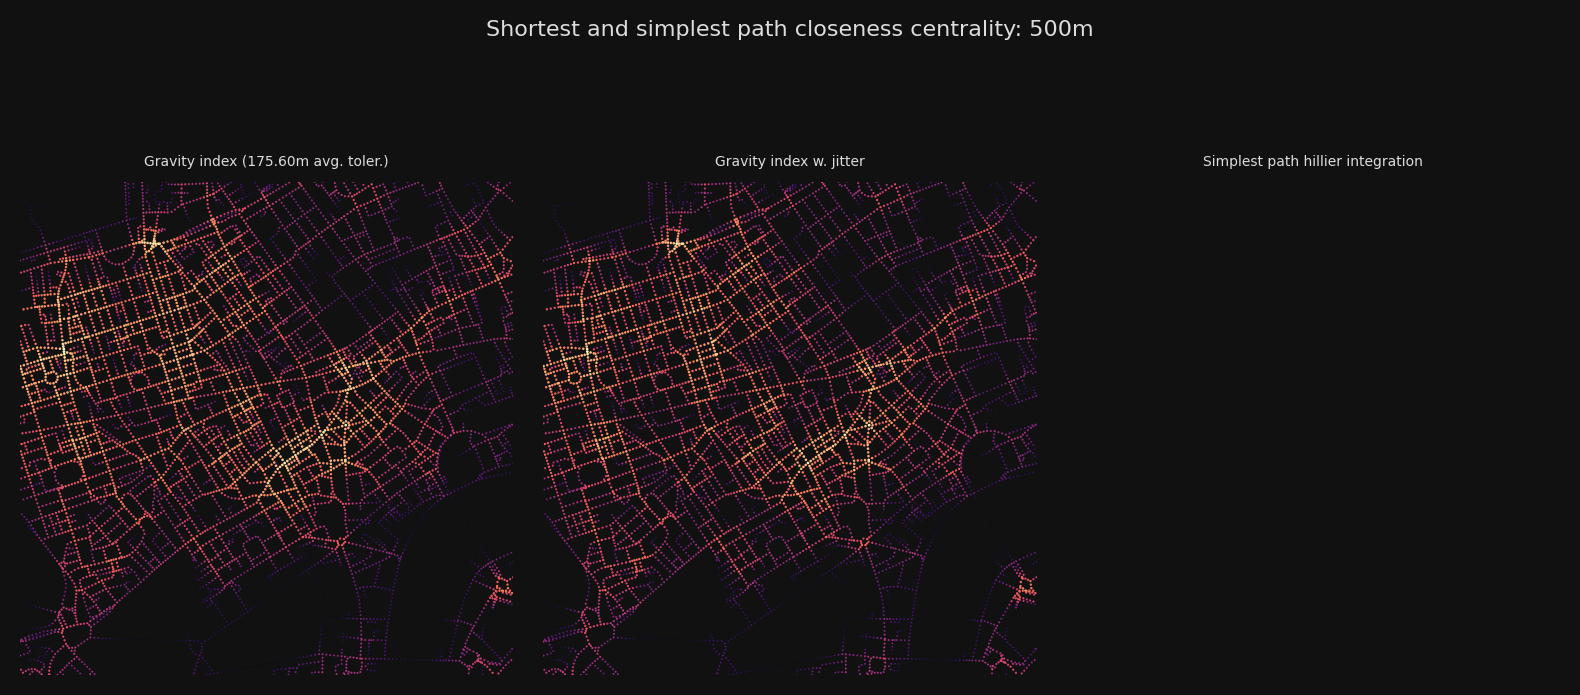 Shortest and simplest path closeness centrality: 500m
Gravity index (175.60m avg. toler.)
Gravity index w. jitter
Simplest path hillier integration